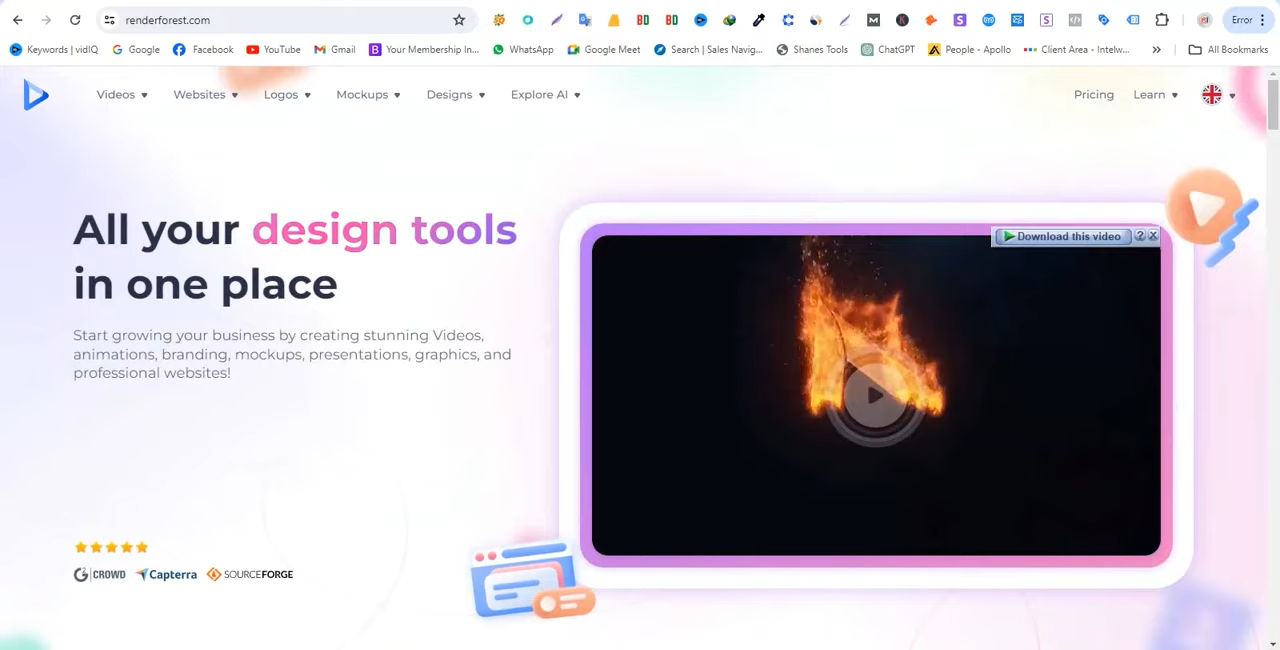 renderforest.com
Error
Keywords | vidIQ
Google
Facebook
YouTube
Gmail
Your Membership In...
WhatsApp
Google Meet
Search | Sales Navig...
Shanes Tools
ChatGPT
People - Apollo
Client Area - Intelw...
»
All Bookmarks
Videos
Websites
Logos
Mockups
Designs
Explore AI
Pricing
Learn
All your design tools
in one place
Start growing your business by creating stunning Videos,
animations, branding, mockups, presentations, graphics, and
professional websites!
Download this video
?
G2 CROWD
Capterra
SOURCEFORGE